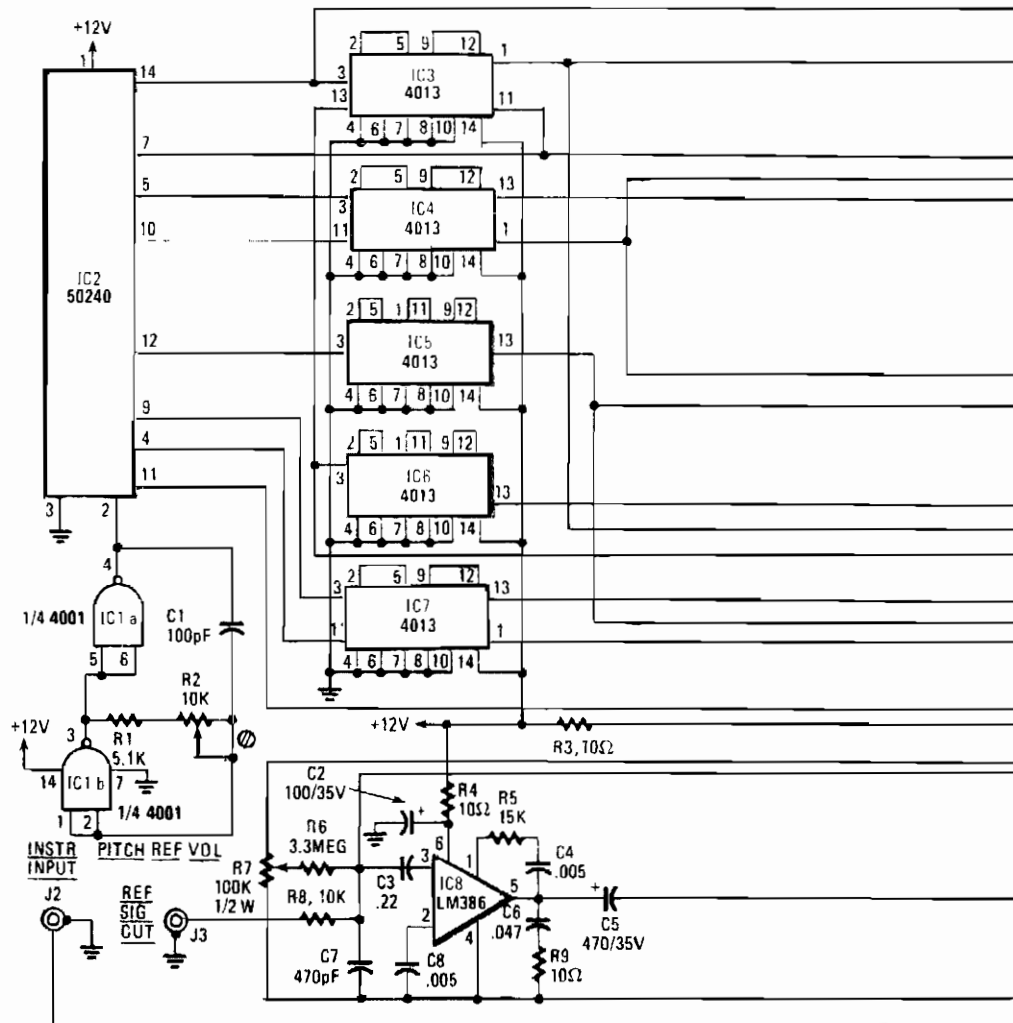 +12V
1
14
7
5
10
12
9
4
11
IC2
50240
3
2
2 5 9 12
3
13
IC3
4013
1
11
4 6 7 8 10 14
2 5 9 12
3
11
IC4
4013
13
1
4 6 7 8 10 14
2 5 1 11 9 12
3
IC5
4013
13
4 6 7 8 10 14
2 5 1 11 9 12
3
IC6
4013
13
4 6 7 8 10 14
2 5 9 12
3
IC7
4013
13
1
4 6 7 8 10 14
4
1/4 4001
IC1a
5 6
C1
100pF
R2
10K
+12V
3
R1
5.1K
14
IC1b
7
1/4 4001
1 2
+12V
R3, 10Ω
INSTR
INPUT
PITCH REF VOL
J2
REF
SIG
OUT
J3
C2
100/35V
+
R4
10Ω
R5
15K
R6
3.3MEG
R7
100K
1/2 W
R8, 10K
C3
.22
3
6
1
IC8
LM386
5
2
4
C4
.005
C6
.047
+
C5
470/35V
C7
470pF
C8
.005
R9
10Ω